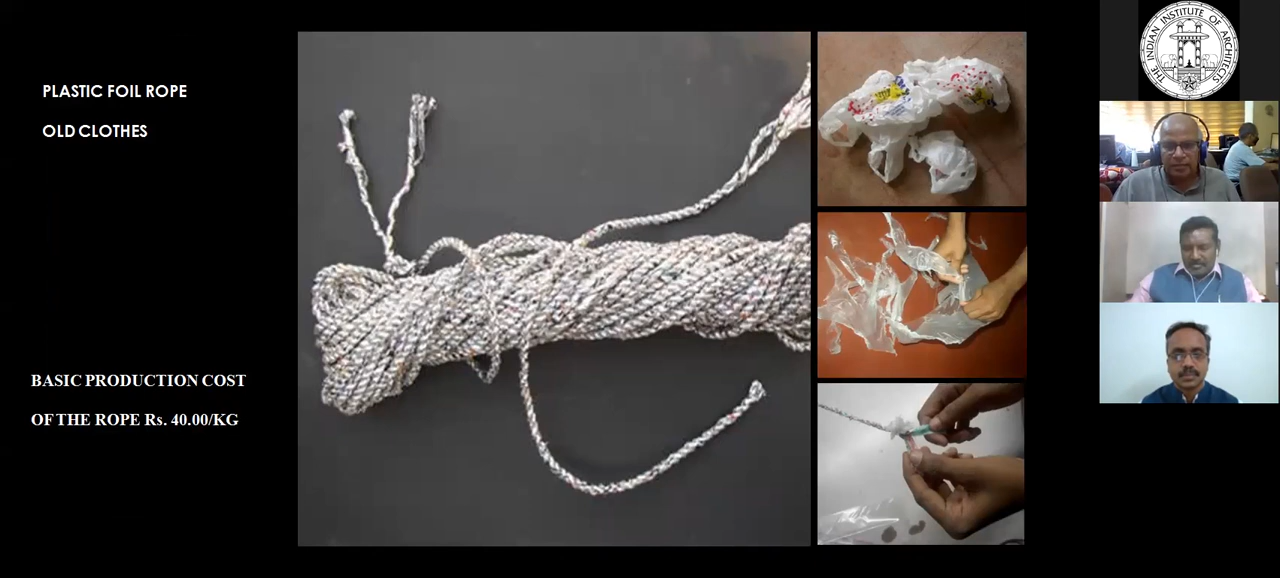 PLASTIC FOIL ROPE
OLD CLOTHES
BASIC PRODUCTION COST
OF THE ROPE Rs. 40.00/KG
THE INDIAN INSTITUTE OF ARCHITECTS